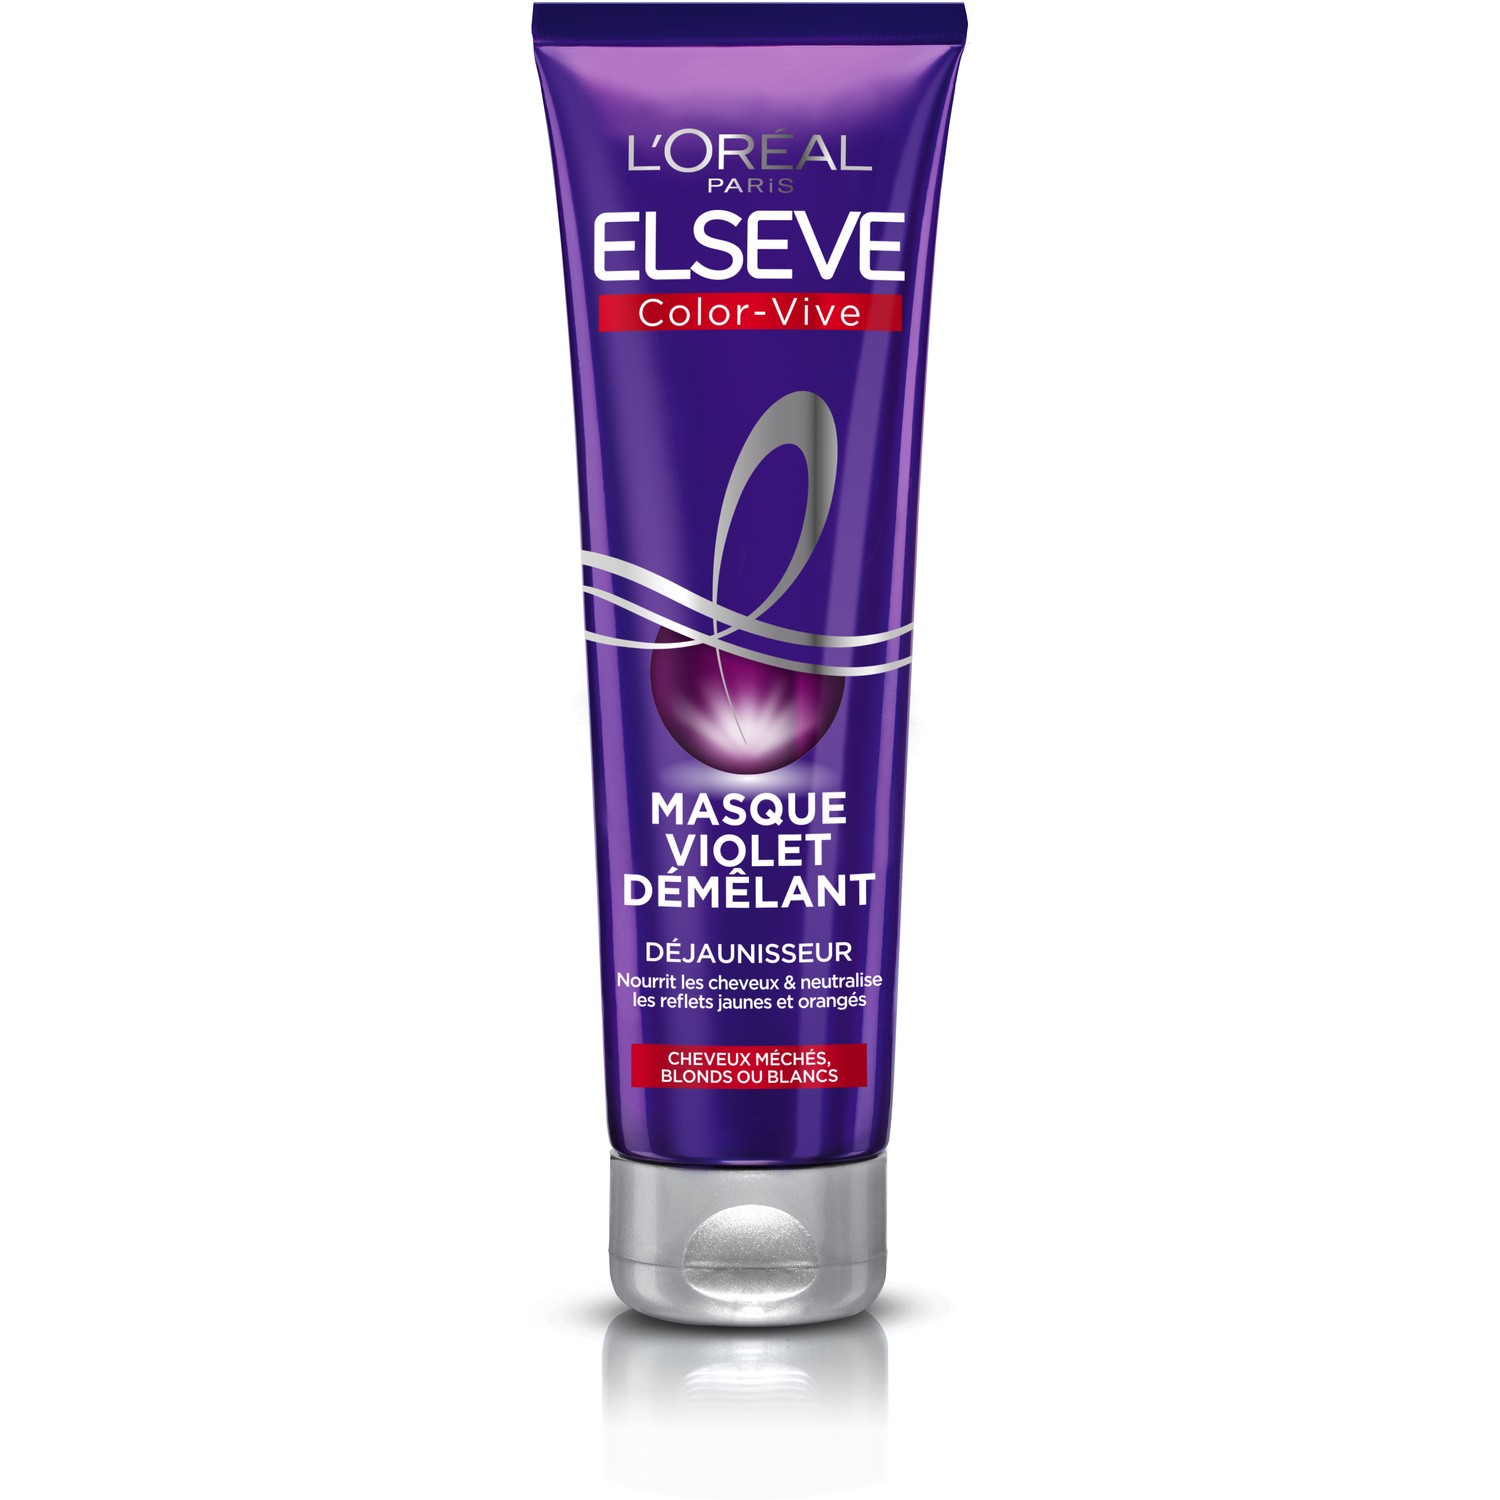 L'ORÉAL
PARiS
ELSEVE
Color-Vive
MASQUE
VIOLET
DÉMÊLANT
DÉJAUNISSEUR
Nourrit les cheveux & neutralise
les reflets jaunes et orangés
CHEVEUX MÉCHÉS,
BLONDS OU BLANCS